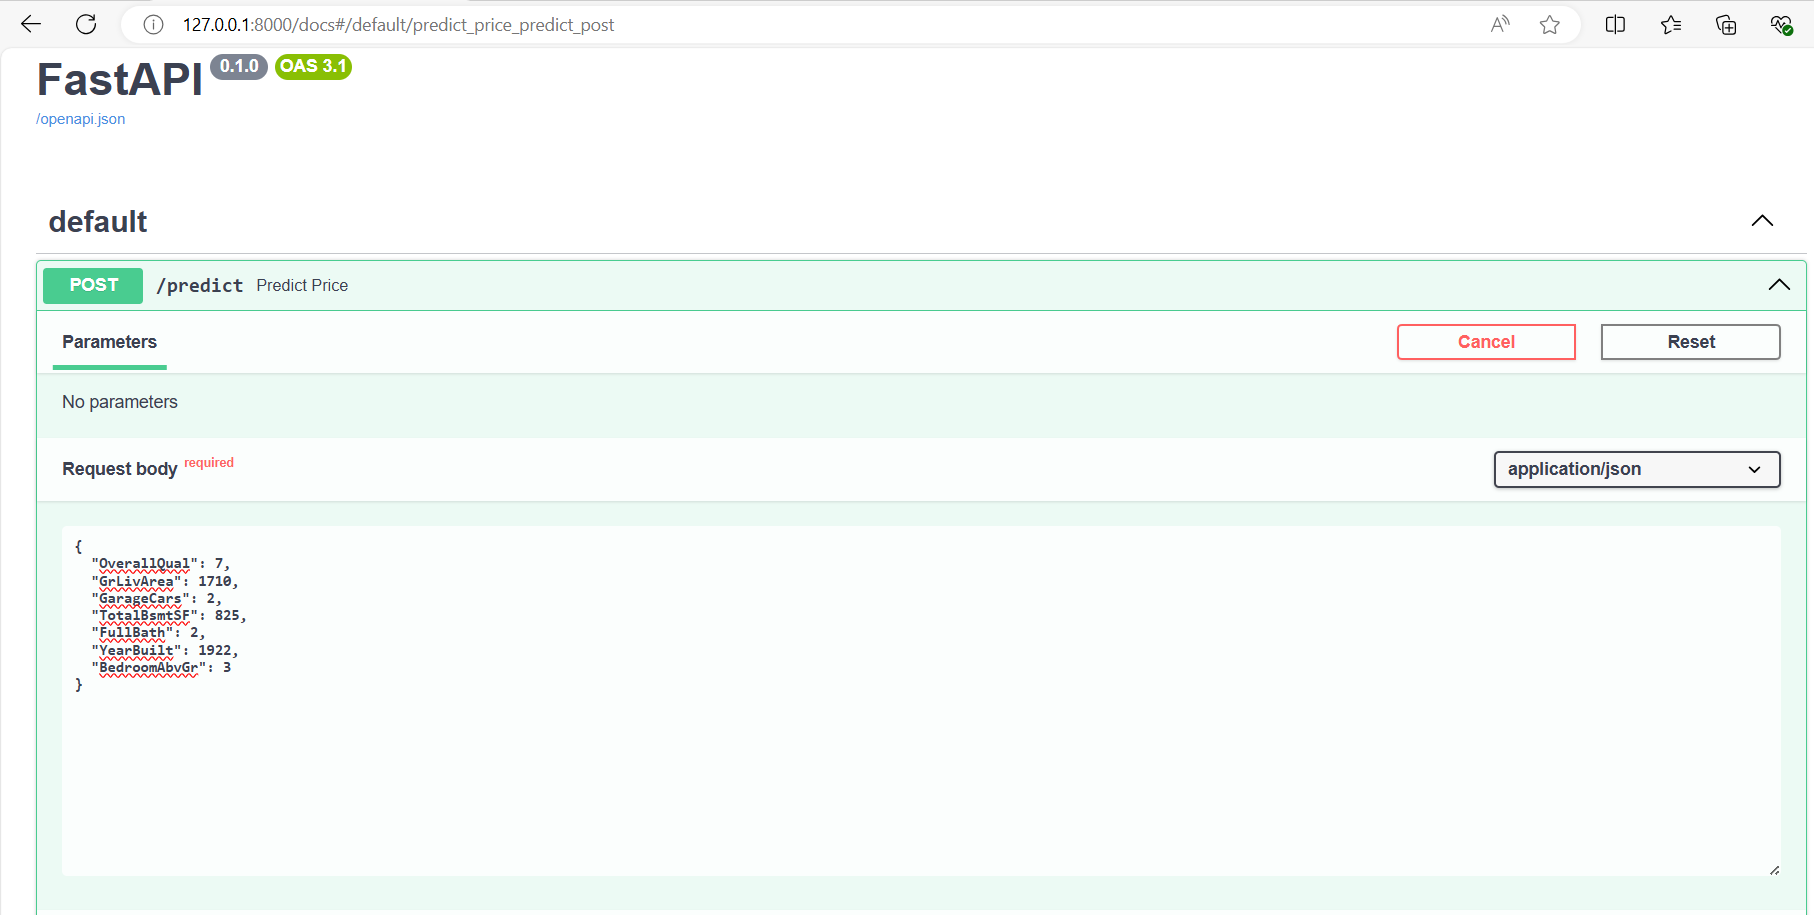 127.0.0.1:8000/docs#/default/predict_price_predict_post
FastAPI 0.1.0 OAS 3.1
/openapi.json
default
POST /predict Predict Price
Parameters Cancel Reset
No parameters
Request body required application/json
{
"OverallQual": 7,
"GrLivArea": 1710,
"GarageCars": 2,
"TotalBsmtSF": 825,
"FullBath": 2,
"YearBuilt": 1922,
"BedroomAbvGr": 3
}